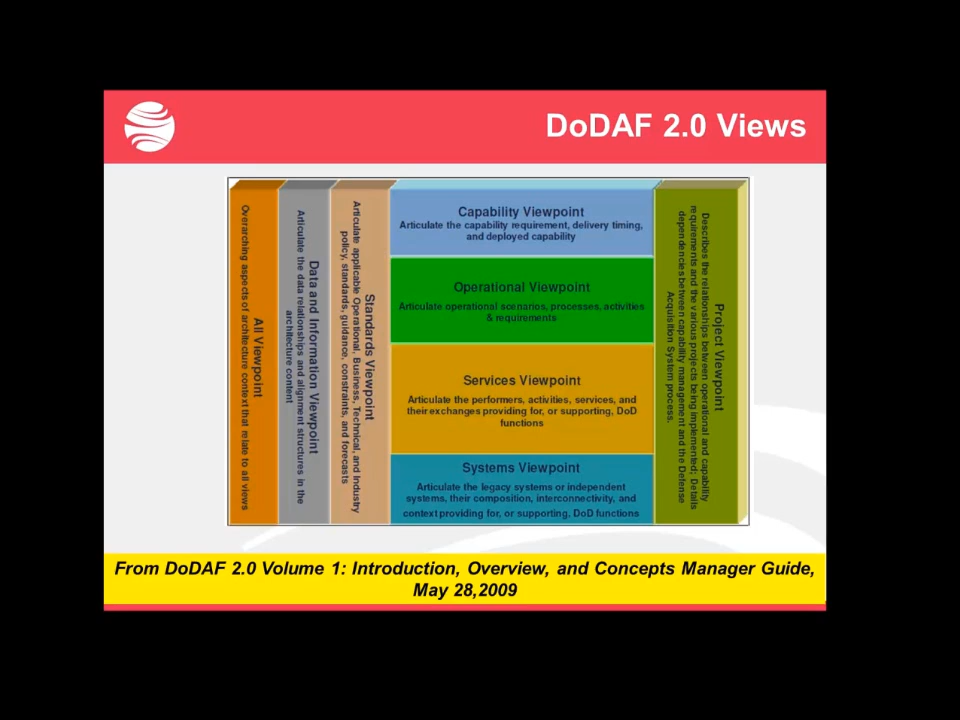 DoDAF 2.0 Views
All Viewpoint
Overarching aspects of architecture context that relate to all views
Data and Information Viewpoint
Articulate the data relationships and alignment structures in the
architecture content
Standards Viewpoint
Articulate applicable Operational, Business, Technical, and Industry
policy, standards, guidance, constraints, and forecasts
Capability Viewpoint
Articulate the capability requirement, delivery timing,
and deployed capability
Operational Viewpoint
Articulate operational scenarios, processes, activities
& requirements
Services Viewpoint
Articulate the performers, activities, services, and
their exchanges providing for, or supporting, DoD
functions
Systems Viewpoint
Articulate the legacy systems or independent
systems, their composition, interconnectivity, and
context providing for, or supporting, DoD functions
Project Viewpoint
Describes the relationships between operational and capability
requirements and the various projects being implemented; Details
dependencies between capability management and the Defense
Acquisition System process.
From DoDAF 2.0 Volume 1: Introduction, Overview, and Concepts Manager Guide,
May 28,2009